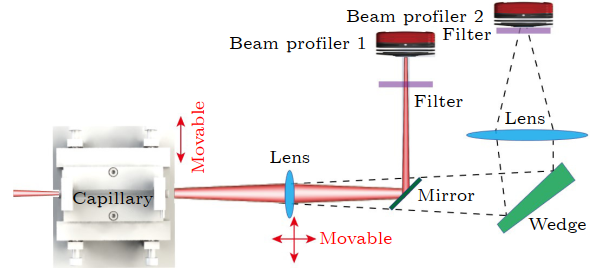 Beam profiler 2
Filter
Beam profiler 1
Filter
Movable
Lens
Lens
Capillary
Mirror
Wedge
Movable